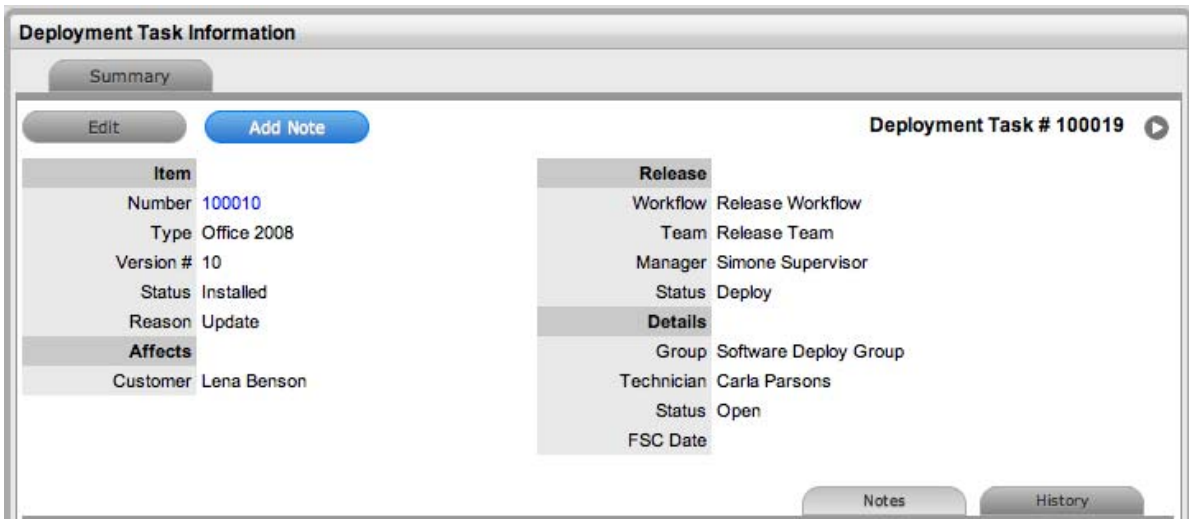 Deployment Task Information
Summary
Edit
Add Note
Deployment Task # 100019
Item
Number 100010
Type Office 2008
Version # 10
Status Installed
Reason Update
Affects
Customer Lena Benson
Release
Workflow Release Workflow
Team Release Team
Manager Simone Supervisor
Status Deploy
Details
Group Software Deploy Group
Technician Carla Parsons
Status Open
FSC Date
Notes
History